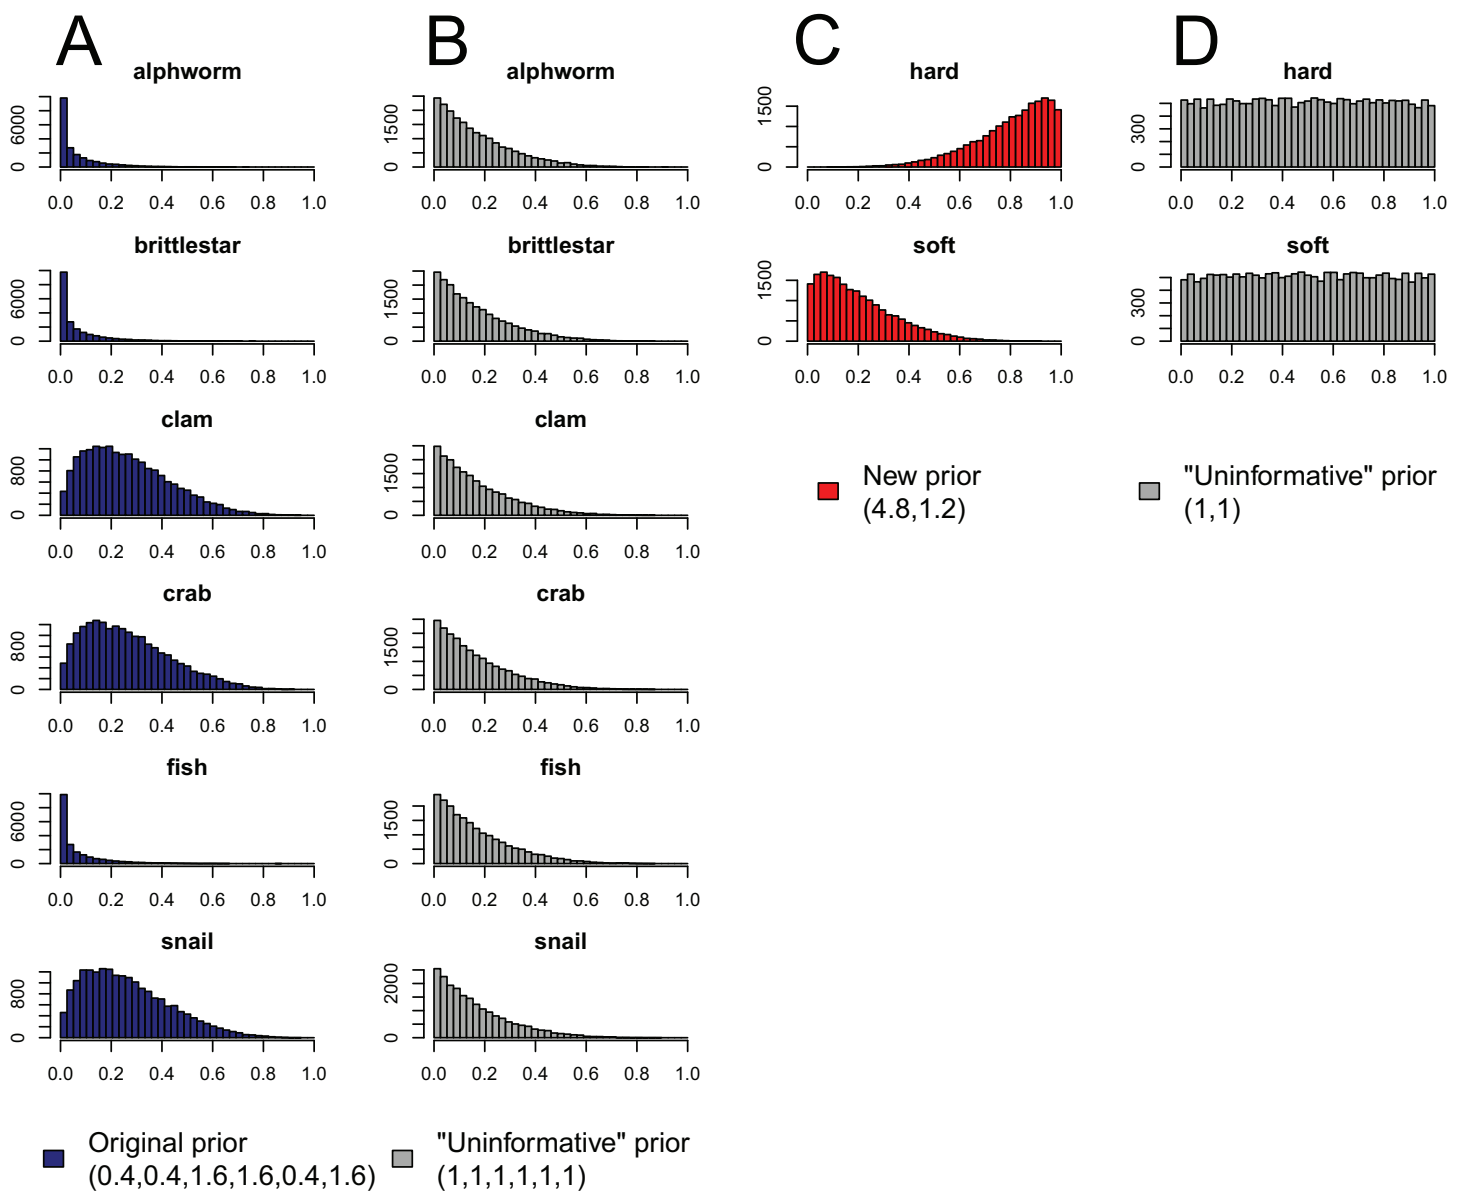 A
B
C
D
alphworm
alphworm
hard
hard
0 6000
0 1500
0 1500
0 300
0.0 0.2 0.4 0.6 0.8 1.0
0.0 0.2 0.4 0.6 0.8 1.0
0.0 0.2 0.4 0.6 0.8 1.0
0.0 0.2 0.4 0.6 0.8 1.0
brittlestar
brittlestar
soft
soft
0 6000
0 1500
0 1500
0 300
0.0 0.2 0.4 0.6 0.8 1.0
0.0 0.2 0.4 0.6 0.8 1.0
0.0 0.2 0.4 0.6 0.8 1.0
0.0 0.2 0.4 0.6 0.8 1.0
clam
clam
0 800
0 1500
0.0 0.2 0.4 0.6 0.8 1.0
0.0 0.2 0.4 0.6 0.8 1.0
New prior
(4.8,1.2)
"Uninformative" prior
(1,1)
crab
crab
0 800
0 1500
0.0 0.2 0.4 0.6 0.8 1.0
0.0 0.2 0.4 0.6 0.8 1.0
fish
fish
0 6000
0 1500
0.0 0.2 0.4 0.6 0.8 1.0
0.0 0.2 0.4 0.6 0.8 1.0
snail
snail
0 800
0 2000
0.0 0.2 0.4 0.6 0.8 1.0
0.0 0.2 0.4 0.6 0.8 1.0
Original prior
(0.4,0.4,1.6,1.6,0.4,1.6)
"Uninformative" prior
(1,1,1,1,1,1)